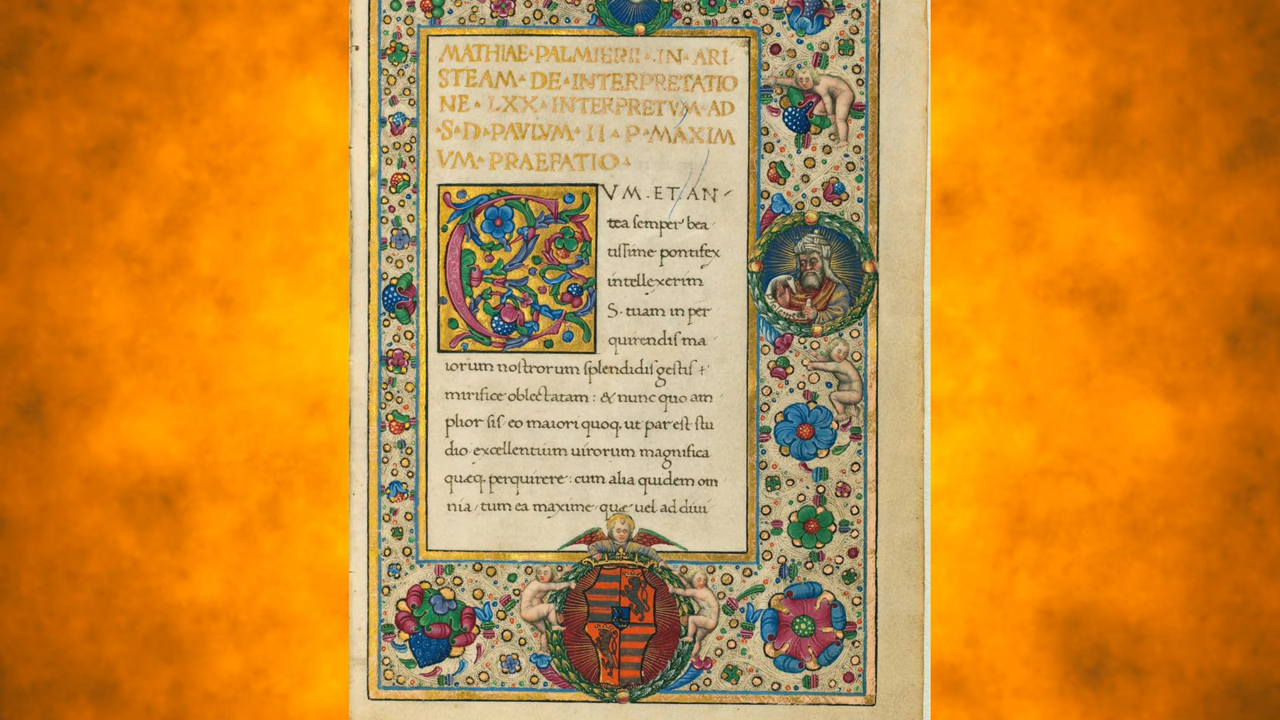 MATHIAE·PALMIERII·IN·ARI-
STEAM·DE·INTERPRETATIO
NE·LXX·INTERPRETVM·AD
·S·D·PAVLVM·II·P·MAXIM
VM·PRAEFATIO·
CVM·ET·AN-
tea semper bea
tissime pontifex
intellexerim
S. tuam in per
quirendis ma
iorum nostrorum splendidis gestis +
mirifice oblectatam: & nunc quo am
plior sis eo maiori quoq. ut par est stu
dio excellentium uirorum magnifica
quæq. perquirere: cum alia quidem om
nia / tum ea maxime quæ uel ad diui